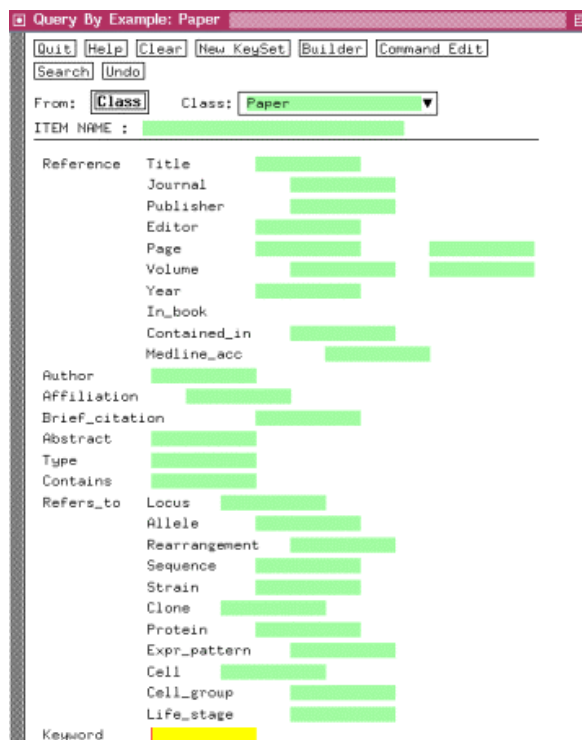 Query By Example: Paper
Quit Help Clear New KeySet Builder Command Edit
Search Undo
From: Class Class: Paper
ITEM NAME :
Reference Title
Journal
Publisher
Editor
Page
Volume
Year
In_book
Contained_in
Medline_acc
Author
Affiliation
Brief_citation
Abstract
Type
Contains
Refers_to Locus
Allele
Rearrangement
Sequence
Strain
Clone
Protein
Expr_pattern
Cell
Cell_group
Life_stage
Keyword